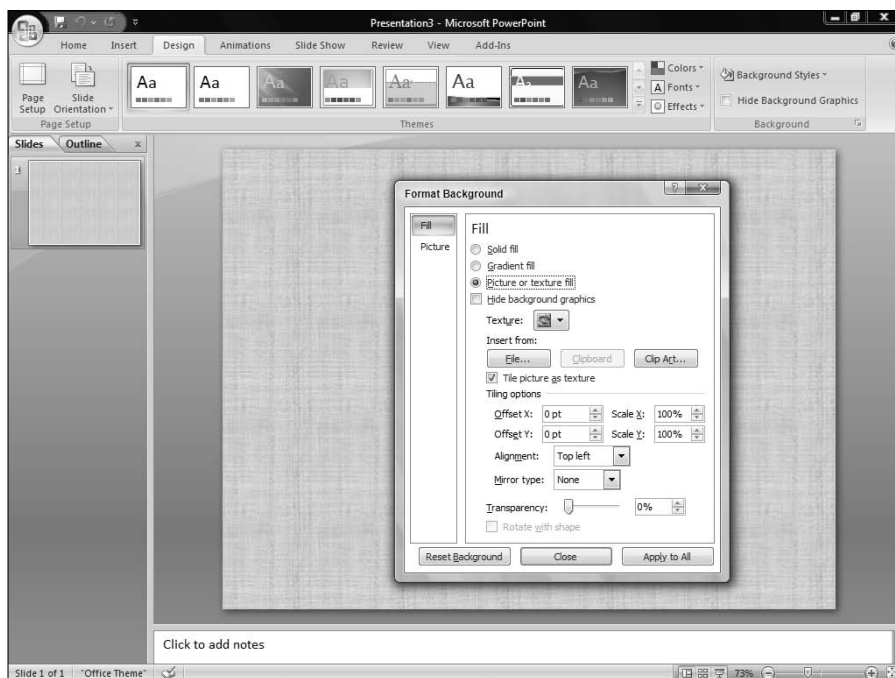 Presentation3 - Microsoft PowerPoint
Home Insert Design Animations Slide Show Review View Add-Ins
Page Setup
Slide Orientation
Aa Aa Aa Aa Aa Aa Aa Aa
Colors
Fonts
Effects
Background Styles
Hide Background Graphics
Page Setup Themes Background
Slides Outline x
1
Format Background
Fill
Picture
Fill
Solid fill
Gradient fill
Picture or texture fill
Hide background graphics
Texture:
Insert from:
File... Clipboard Clip Art...
Tile picture as texture
Tiling options
Offset X: 0 pt Scale X: 100%
Offset Y: 0 pt Scale Y: 100%
Alignment: Top left
Mirror type: None
Transparency: 0%
Rotate with shape
Reset Background Close Apply to All
Click to add notes
Slide 1 of 1 "Office Theme" 73%